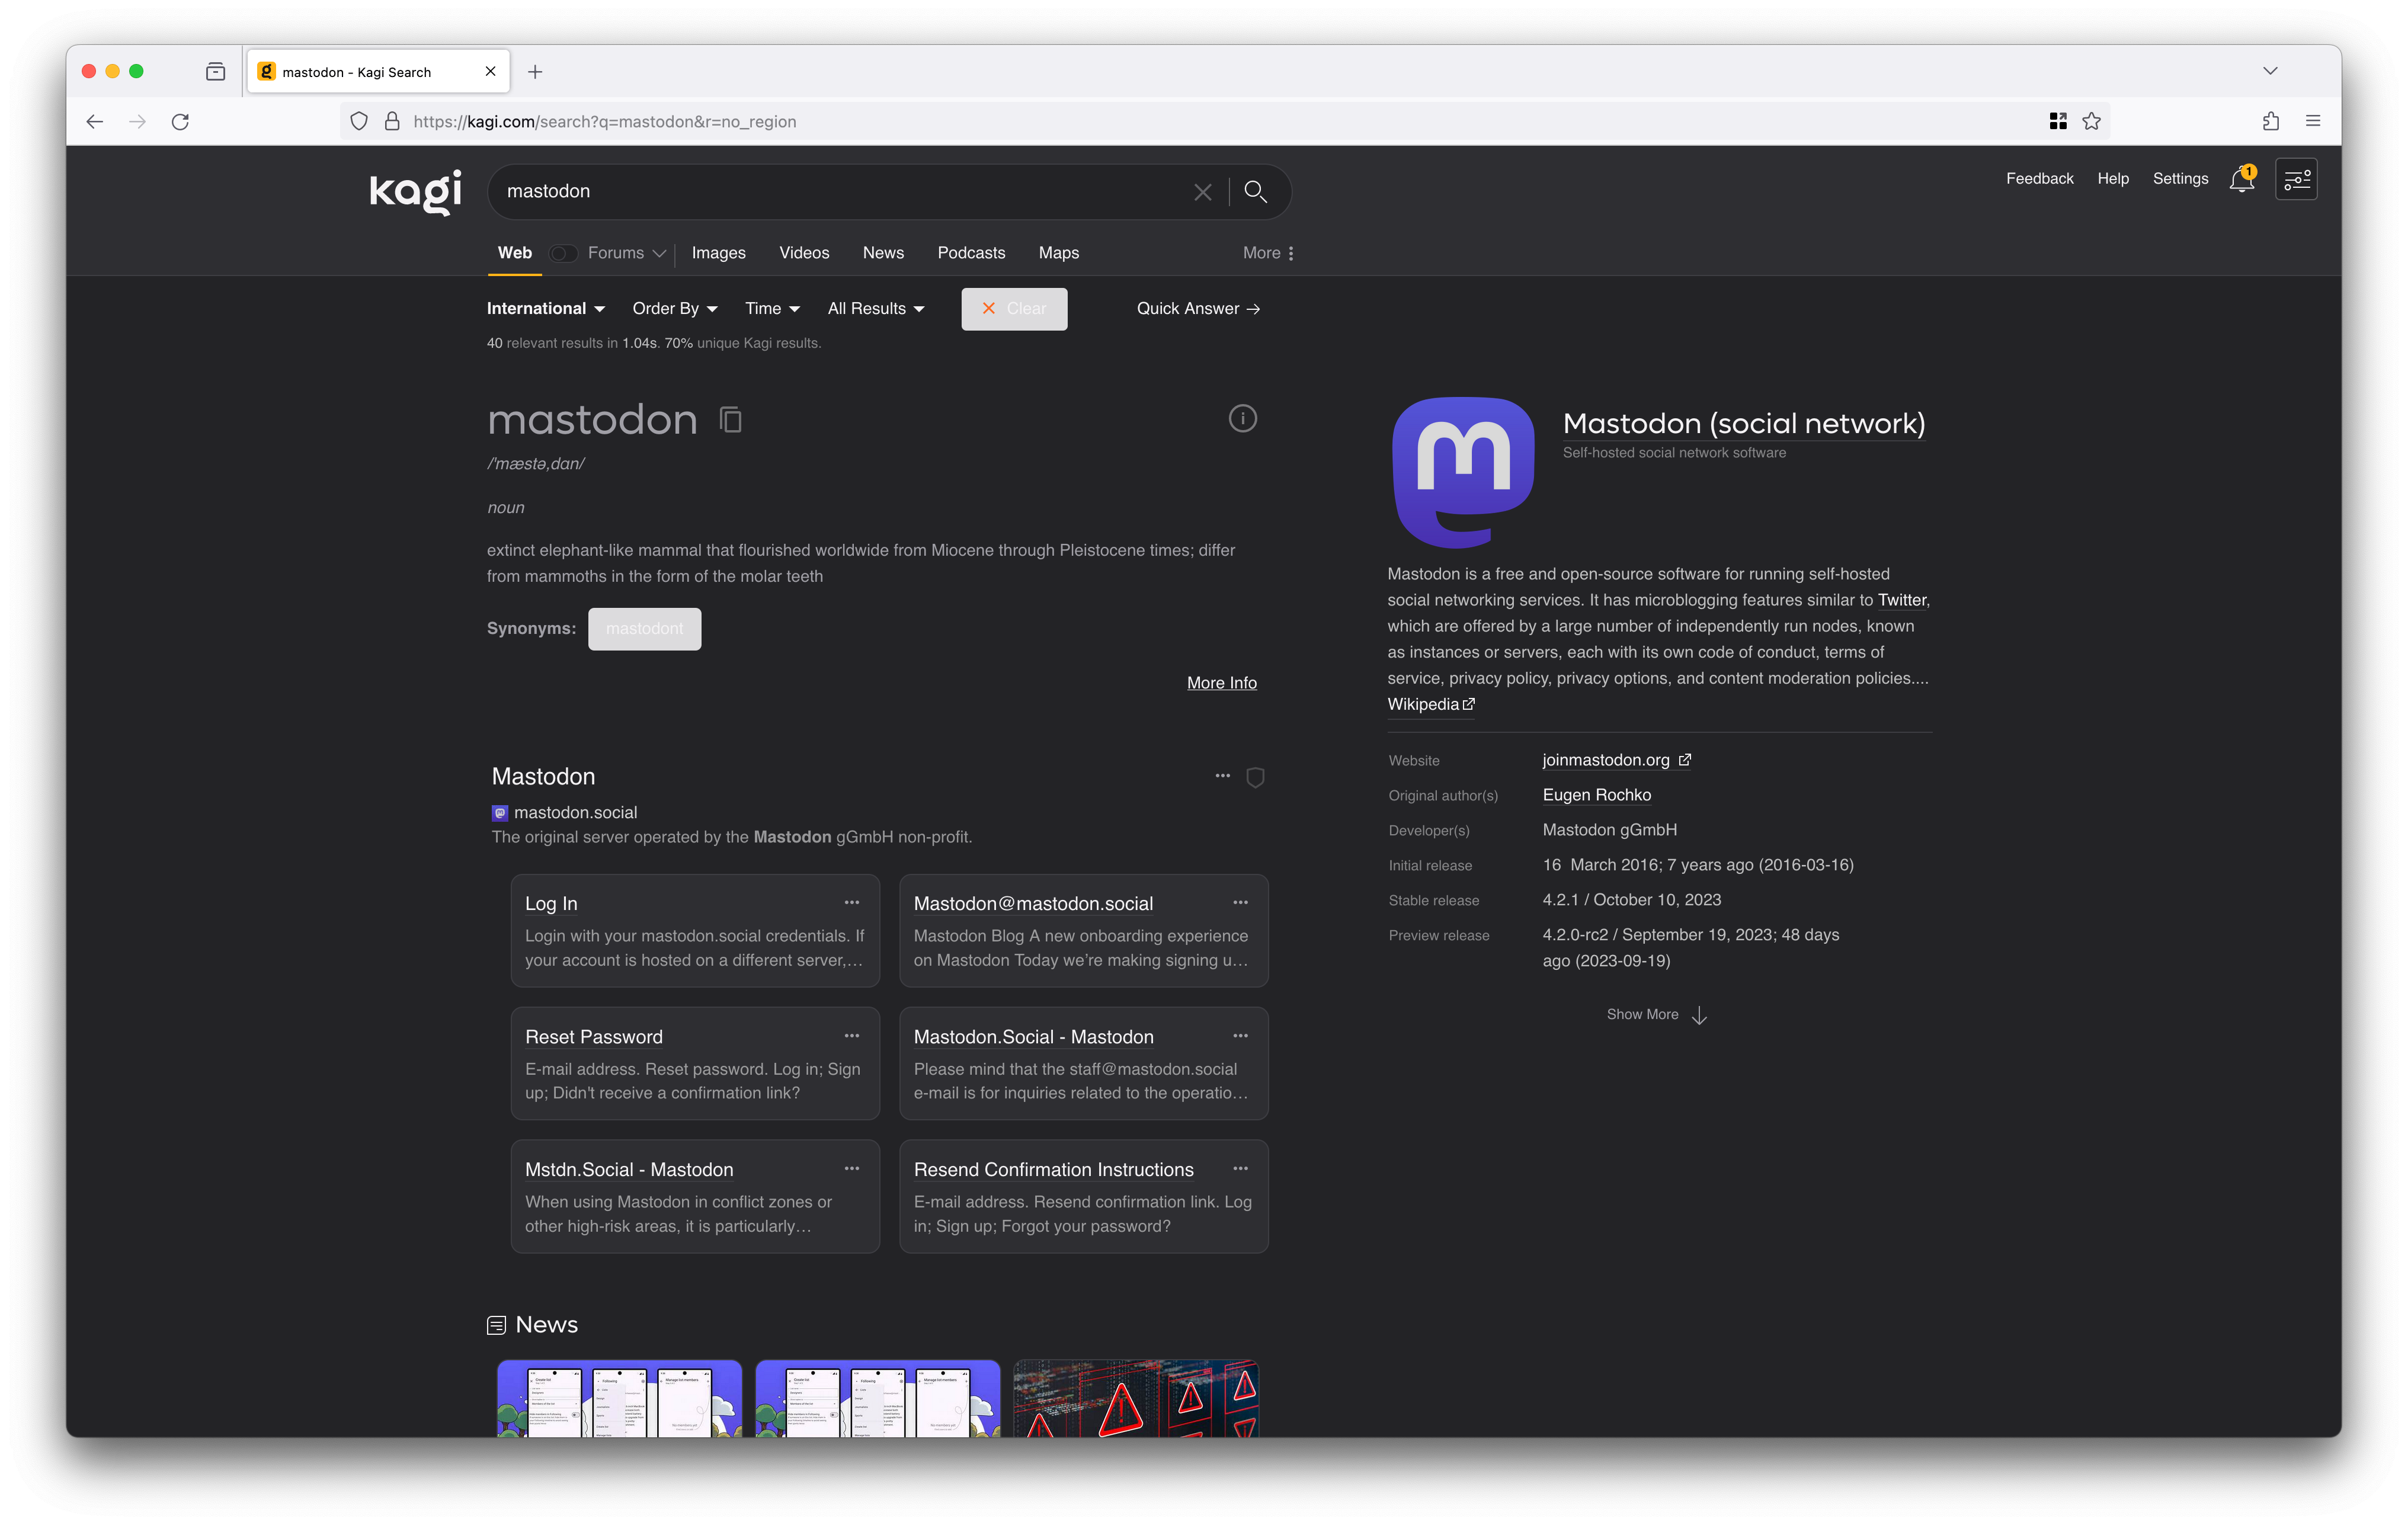 mastodon - Kagi Search
https://kagi.com/search?q=mastodon&r=no_region
kagi
mastodon
Feedback Help Settings 1
Web Forums Images Videos News Podcasts Maps More
International Order By Time All Results Clear Quick Answer →
40 relevant results in 1.04s. 70% unique Kagi results.
mastodon
/'mæstə,dɑn/
noun
extinct elephant-like mammal that flourished worldwide from Miocene through Pleistocene times; differ
from mammoths in the form of the molar teeth
Synonyms: mastodont
More Info
Mastodon
mastodon.social
The original server operated by the Mastodon gGmbH non-profit.
Log In
Login with your mastodon.social credentials. If
your account is hosted on a different server,…
Mastodon@mastodon.social
Mastodon Blog A new onboarding experience
on Mastodon Today we’re making signing u…
Reset Password
E-mail address. Reset password. Log in; Sign
up; Didn't receive a confirmation link?
Mastodon.Social - Mastodon
Please mind that the staff@mastodon.social
e-mail is for inquiries related to the operatio…
Mstdn.Social - Mastodon
When using Mastodon in conflict zones or
other high-risk areas, it is particularly…
Resend Confirmation Instructions
E-mail address. Resend confirmation link. Log
in; Sign up; Forgot your password?
News
Mastodon (social network)
Self-hosted social network software
Mastodon is a free and open-source software for running self-hosted
social networking services. It has microblogging features similar to Twitter,
which are offered by a large number of independently run nodes, known
as instances or servers, each with its own code of conduct, terms of
service, privacy policy, privacy options, and content moderation policies....
Wikipedia
Website joinmastodon.org
Original author(s) Eugen Rochko
Developer(s) Mastodon gGmbH
Initial release 16 March 2016; 7 years ago (2016-03-16)
Stable release 4.2.1 / October 10, 2023
Preview release 4.2.0-rc2 / September 19, 2023; 48 days
ago (2023-09-19)
Show More